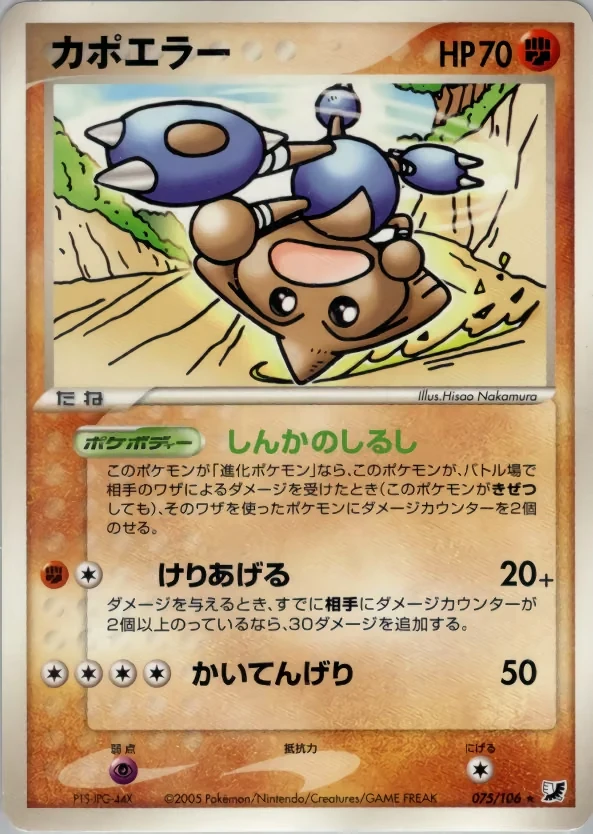 カポエラー HP70
たね
Illus.Hisao Nakamura
ポケボディー しんかのしるし
このポケモンが「進化ポケモン」なら、このポケモンが、バトル場で
相手のワザによるダメージを受けたとき(このポケモンがきぜつ
しても)、そのワザを使ったポケモンにダメージカウンターを2個
のせる。
けりあげる 20+
ダメージを与えるとき、すでに相手にダメージカウンターが
2個以上のっているなら、30ダメージを追加する。
かいてんげり 50
弱点 抵抗力 にげる
PTS-JPG-44X ©2005 Pokémon/Nintendo/Creatures/GAME FREAK 075/106 ★